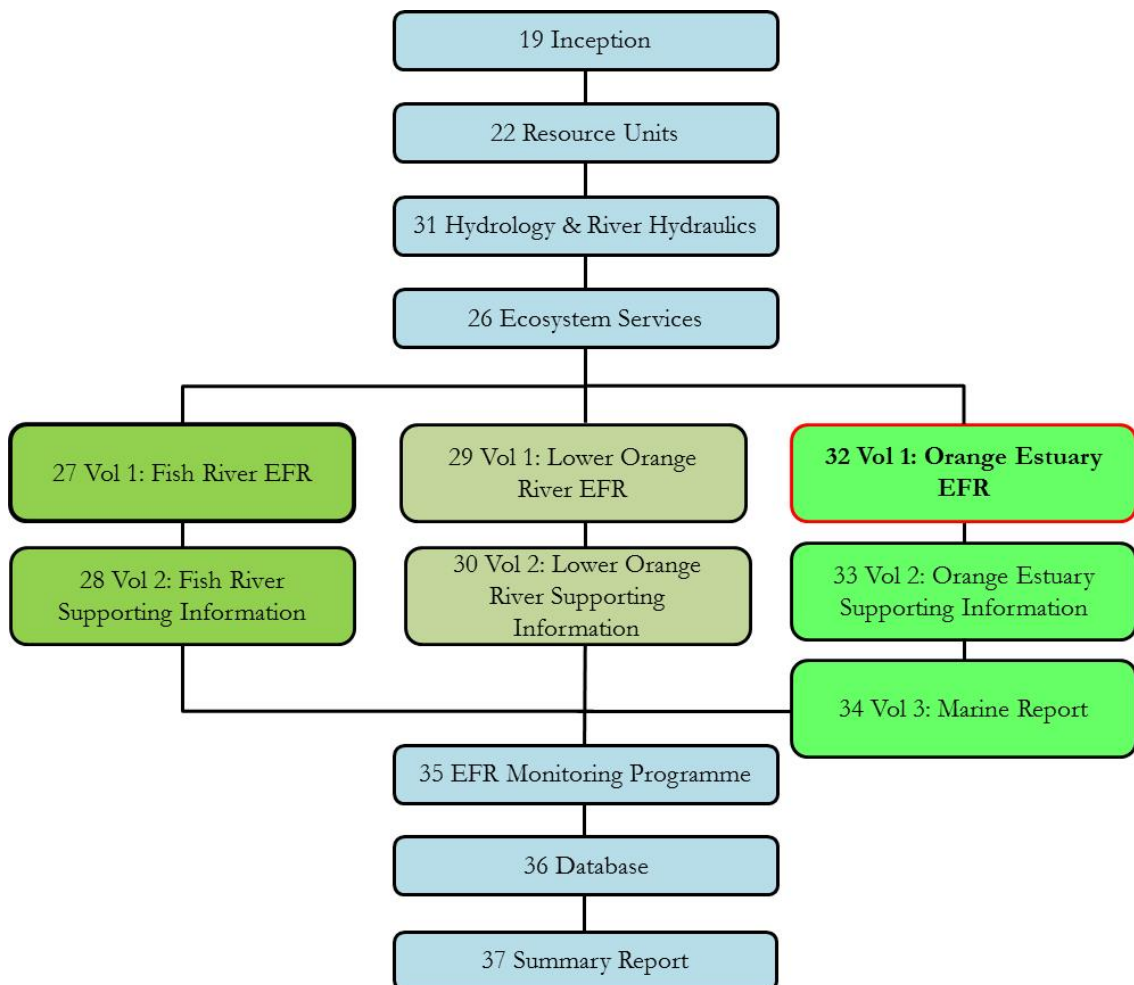 19 Inception
22 Resource Units
31 Hydrology & River Hydraulics
26 Ecosystem Services
27 Vol 1: Fish River EFR
29 Vol 1: Lower Orange
River EFR
32 Vol 1: Orange Estuary
EFR
28 Vol 2: Fish River
Supporting Information
30 Vol 2: Lower Orange
River Supporting
Information
33 Vol 2: Orange Estuary
Supporting Information
34 Vol 3: Marine Report
35 EFR Monitoring Programme
36 Database
37 Summary Report